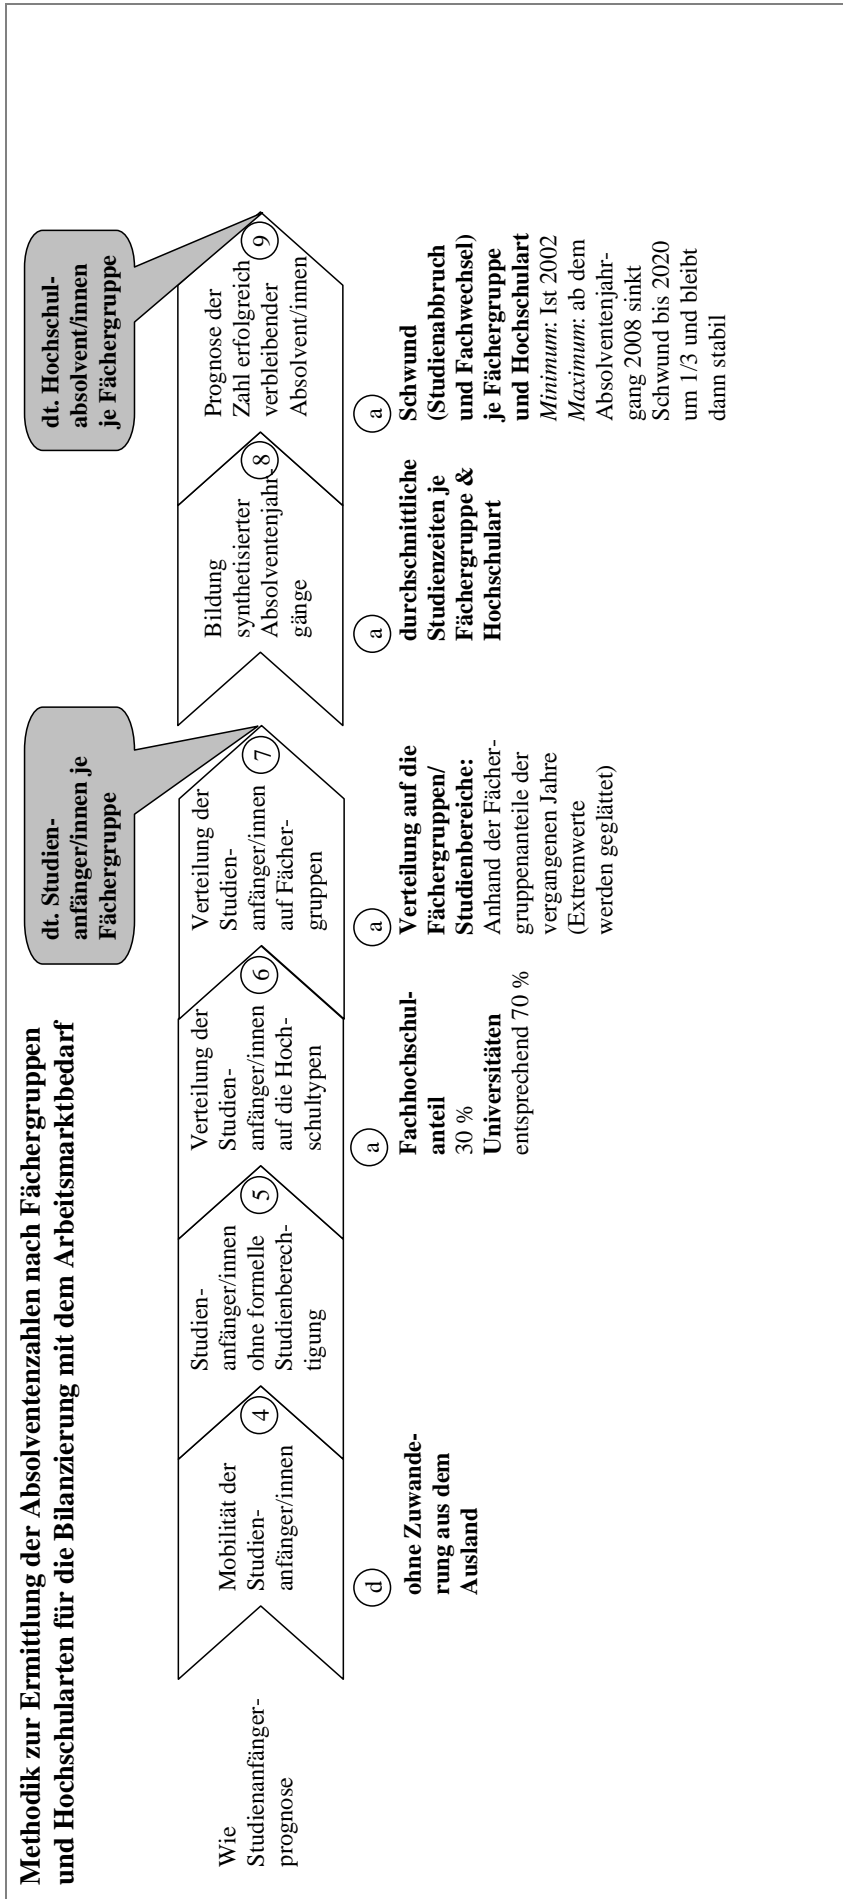 Methodik zur Ermittlung der Absolventenzahlen nach Fächergruppen
und Hochschularten für die Bilanzierung mit dem Arbeitsmarktbedarf
dt. Studien-
anfänger/innen je
Fächergruppe
dt. Hochschul-
absolvent/innen
je Fächergruppe
Wie
Studienanfänger-
prognose
Mobilität der
Studien-
anfänger/innen
4
Studien-
anfänger/innen
ohne formelle
Studienberech-
tigung
5
Verteilung der
Studien-
anfänger/innen
auf die Hoch-
schultypen
6
Verteilung der
Studien-
anfänger/innen
auf Fächer-
gruppen
7
Bildung
synthetisierter
Absolventenjahr-
gänge
8
Prognose der
Zahl erfolgreich
verbleibender
Absolvent/innen
9
d
ohne Zuwande-
rung aus dem
Ausland
a
Fachhochschul-
anteil
30 %
Universitäten
entsprechend 70 %
a
Verteilung auf die
Fächergruppen/
Studienbereiche:
Anhand der Fächer-
gruppenanteile der
vergangenen Jahre
(Extremwerte
werden geglättet)
a
durchschnittliche
Studienzeiten je
Fächergruppe &
Hochschulart
a
Schwund
(Studienabbruch
und Fachwechsel)
je Fächergruppe
und Hochschulart
Minimum: Ist 2002
Maximum: ab dem
Absolventenjahr-
gang 2008 sinkt
Schwund bis 2020
um 1/3 und bleibt
dann stabil